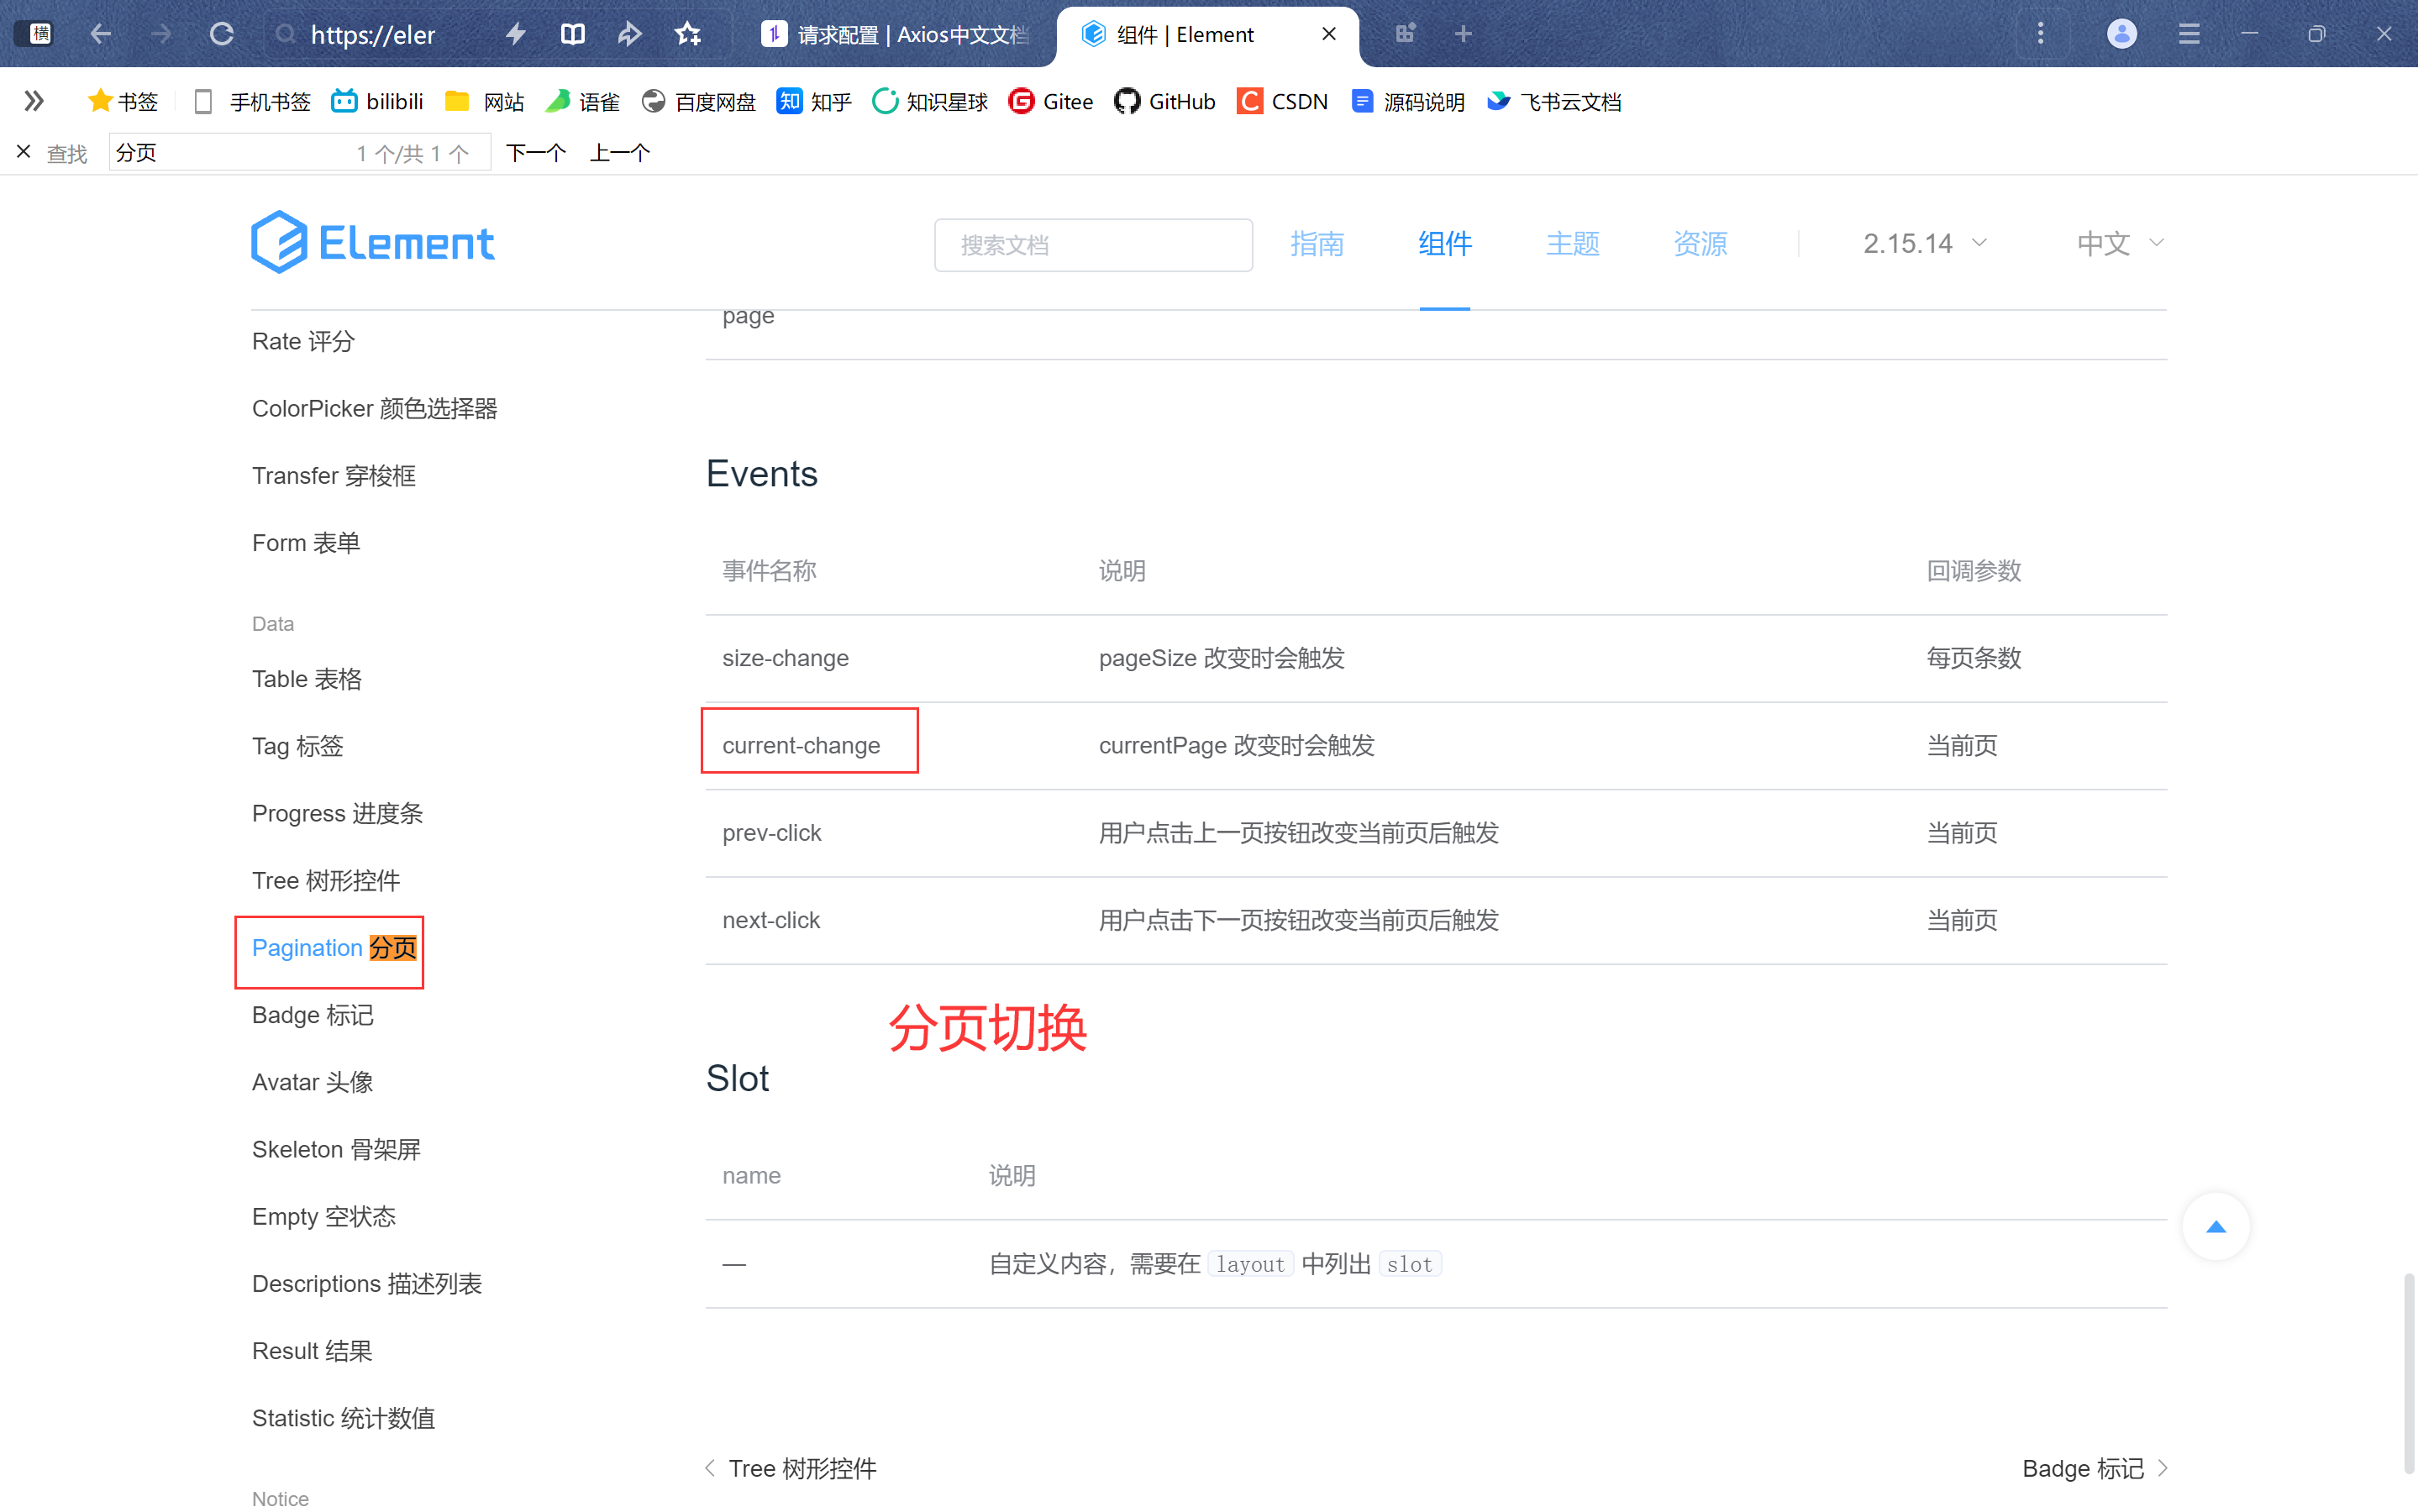 横
https://eler
请求配置 | Axios中文文档
组件 | Element
书签
手机书签
bilibili
网站
语雀
百度网盘
知乎
知识星球
Gitee
GitHub
CSDN
源码说明
飞书云文档
查找
分页
1 个/共 1 个
下一个
上一个
Element
搜索文档
指南
组件
主题
资源
2.15.14
中文
page
Rate 评分
ColorPicker 颜色选择器
Transfer 穿梭框
Form 表单
Data
Table 表格
Tag 标签
Progress 进度条
Tree 树形控件
Pagination 分页
Badge 标记
Avatar 头像
Skeleton 骨架屏
Empty 空状态
Descriptions 描述列表
Result 结果
Statistic 统计数值
Notice
Events
事件名称 说明 回调参数
size-change pageSize 改变时会触发 每页条数
current-change currentPage 改变时会触发 当前页
prev-click 用户点击上一页按钮改变当前页后触发 当前页
next-click 用户点击下一页按钮改变当前页后触发 当前页
分页切换
Slot
name 说明
— 自定义内容，需要在 layout 中列出 slot
Tree 树形控件
Badge 标记